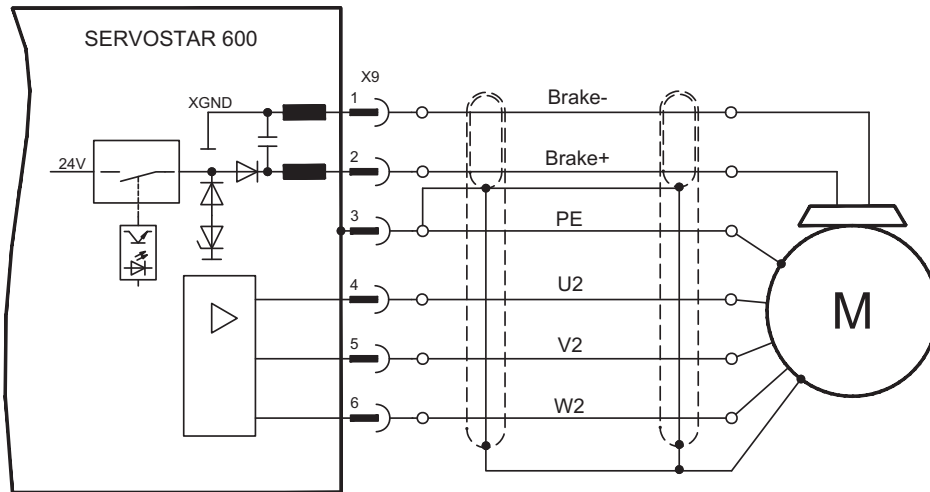 SERVOSTAR 600
X9
XGND
24V
1
Brake-
2
Brake+
3
PE
4
U2
5
V2
6
W2
M